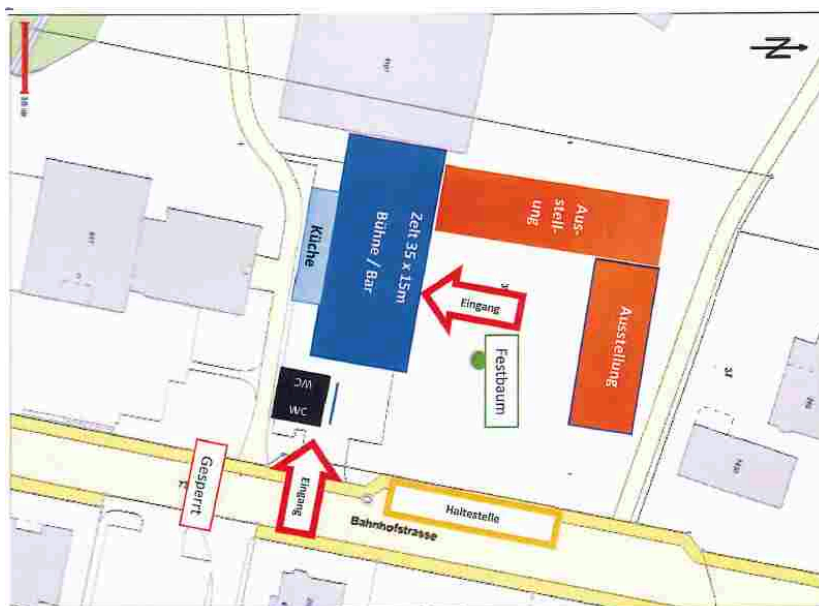 N
Ausstellung
Aus-
stell-
ung
Festbaum
Eingang
Haltestelle
Bahnhofstrasse
Zelt 35 x 15m
Bühne / Bar
Küche
WC WC
Eingang
Gesperrt